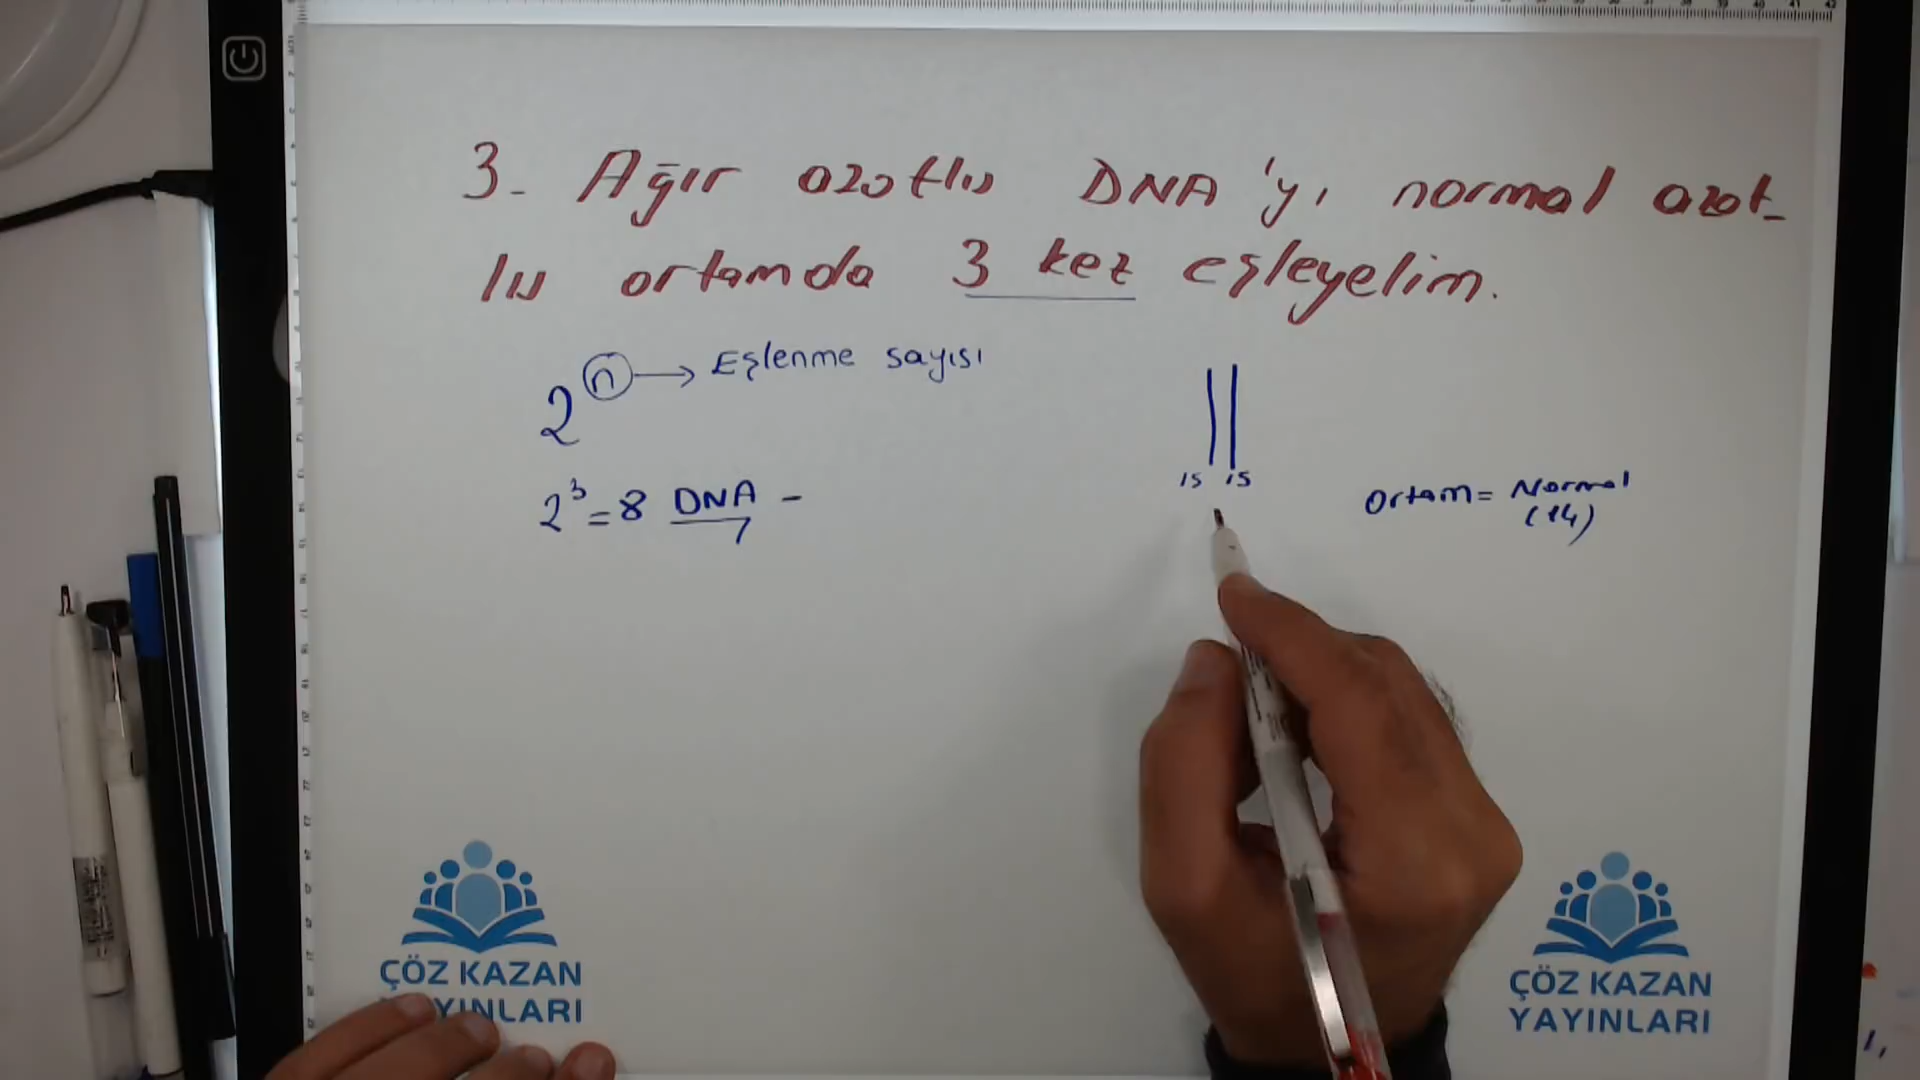 3- Ağır azotlu DNA'yı normal azot-
lu ortamda 3 kez eşleyelim.
2ⁿ → Eşlenme sayısı
2³ = 8 DNA -
15 15
Ortam = Normal
(14)
ÇÖZ KAZAN
YAYINLARI
ÇÖZ KAZAN
YAYINLARI